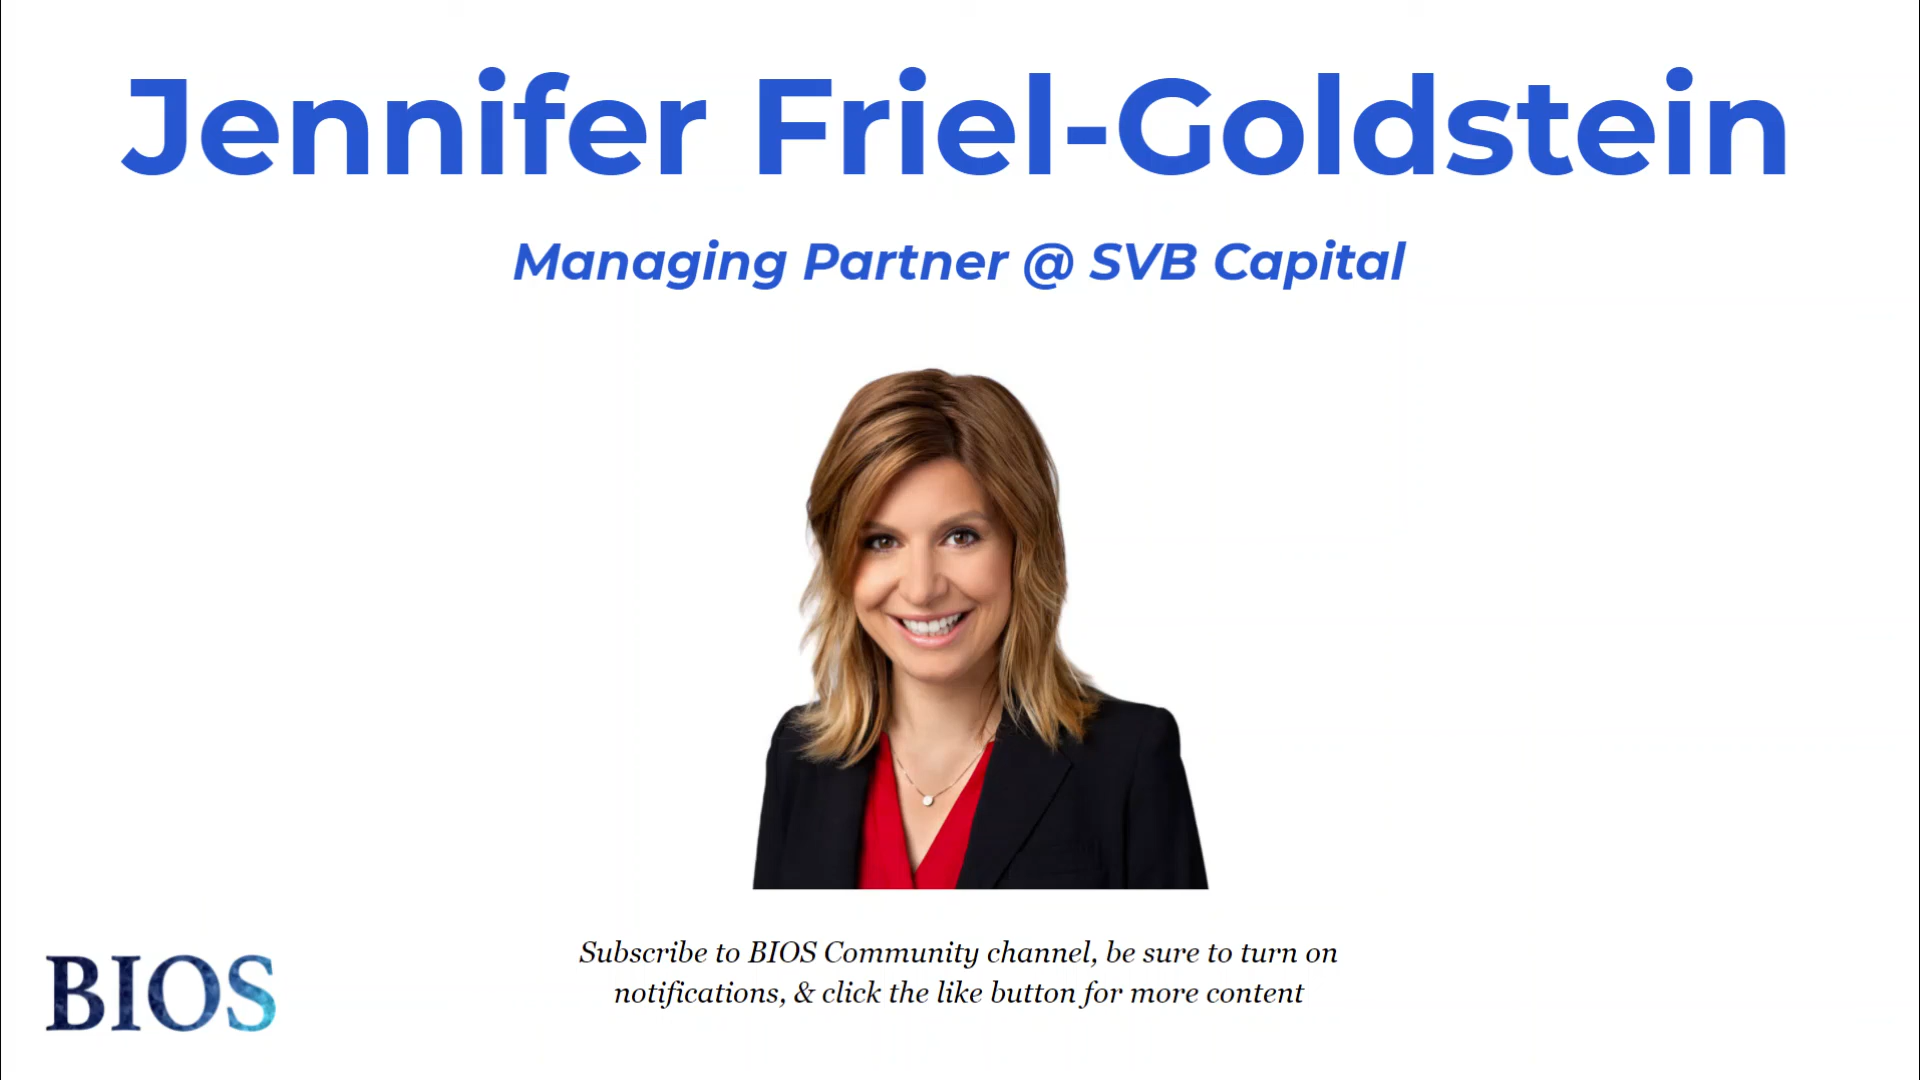 Jennifer Friel-Goldstein
Managing Partner @ SVB Capital
Subscribe to BIOS Community channel, be sure to turn on
notifications, & click the like button for more content
BIOS